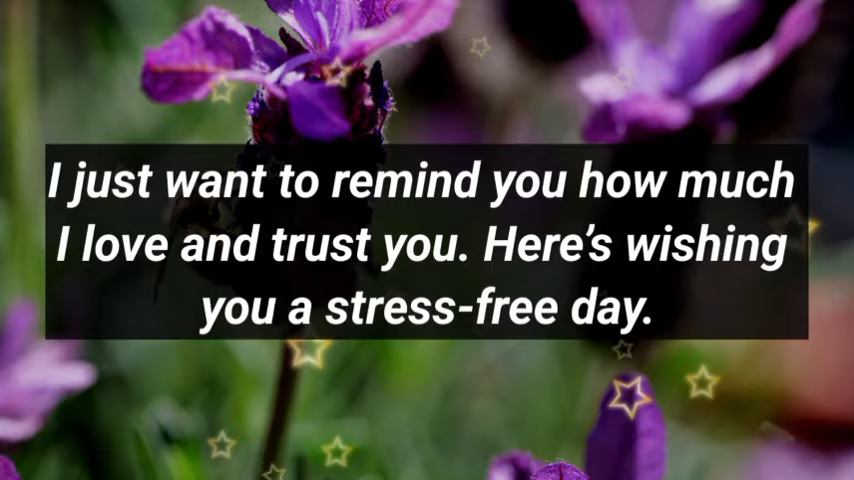 I just want to remind you how much
I love and trust you. Here’s wishing
you a stress-free day.